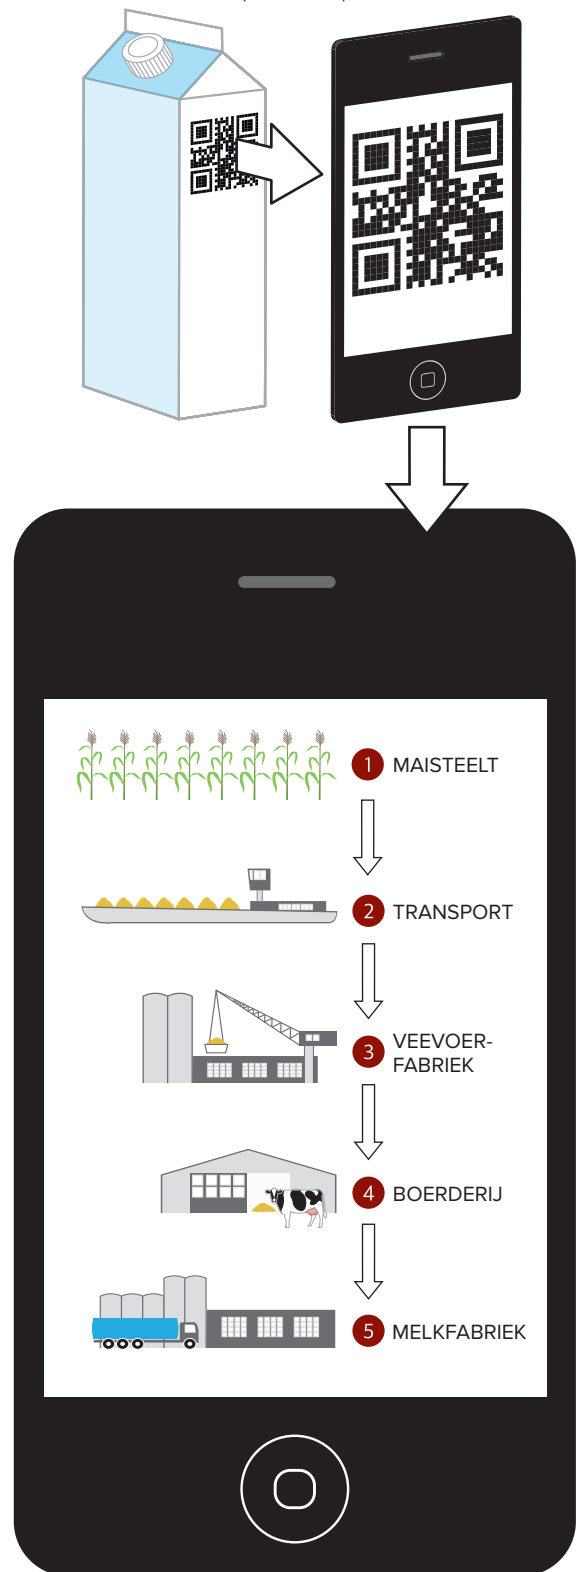 1 MAISTEELT
2 TRANSPORT
3 VEEVOER-
FABRIEK
4 BOERDERIJ
5 MELKFABRIEK